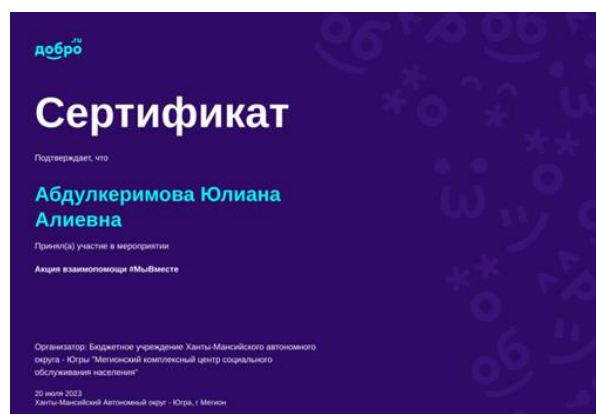 добро.ru
Сертификат
Подтверждает, что
Абдулкеримова Юлиана
Алиевна
Принял(а) участие в мероприятии
Акция взаимопомощи #МыВместе
Организатор: Бюджетное учреждение Ханты-Мансийского автономного
округа - Югры "Мегионский комплексный центр социального
обслуживания населения"
20 июля 2023
Ханты-Мансийский Автономный округ - Югра, г Мегион